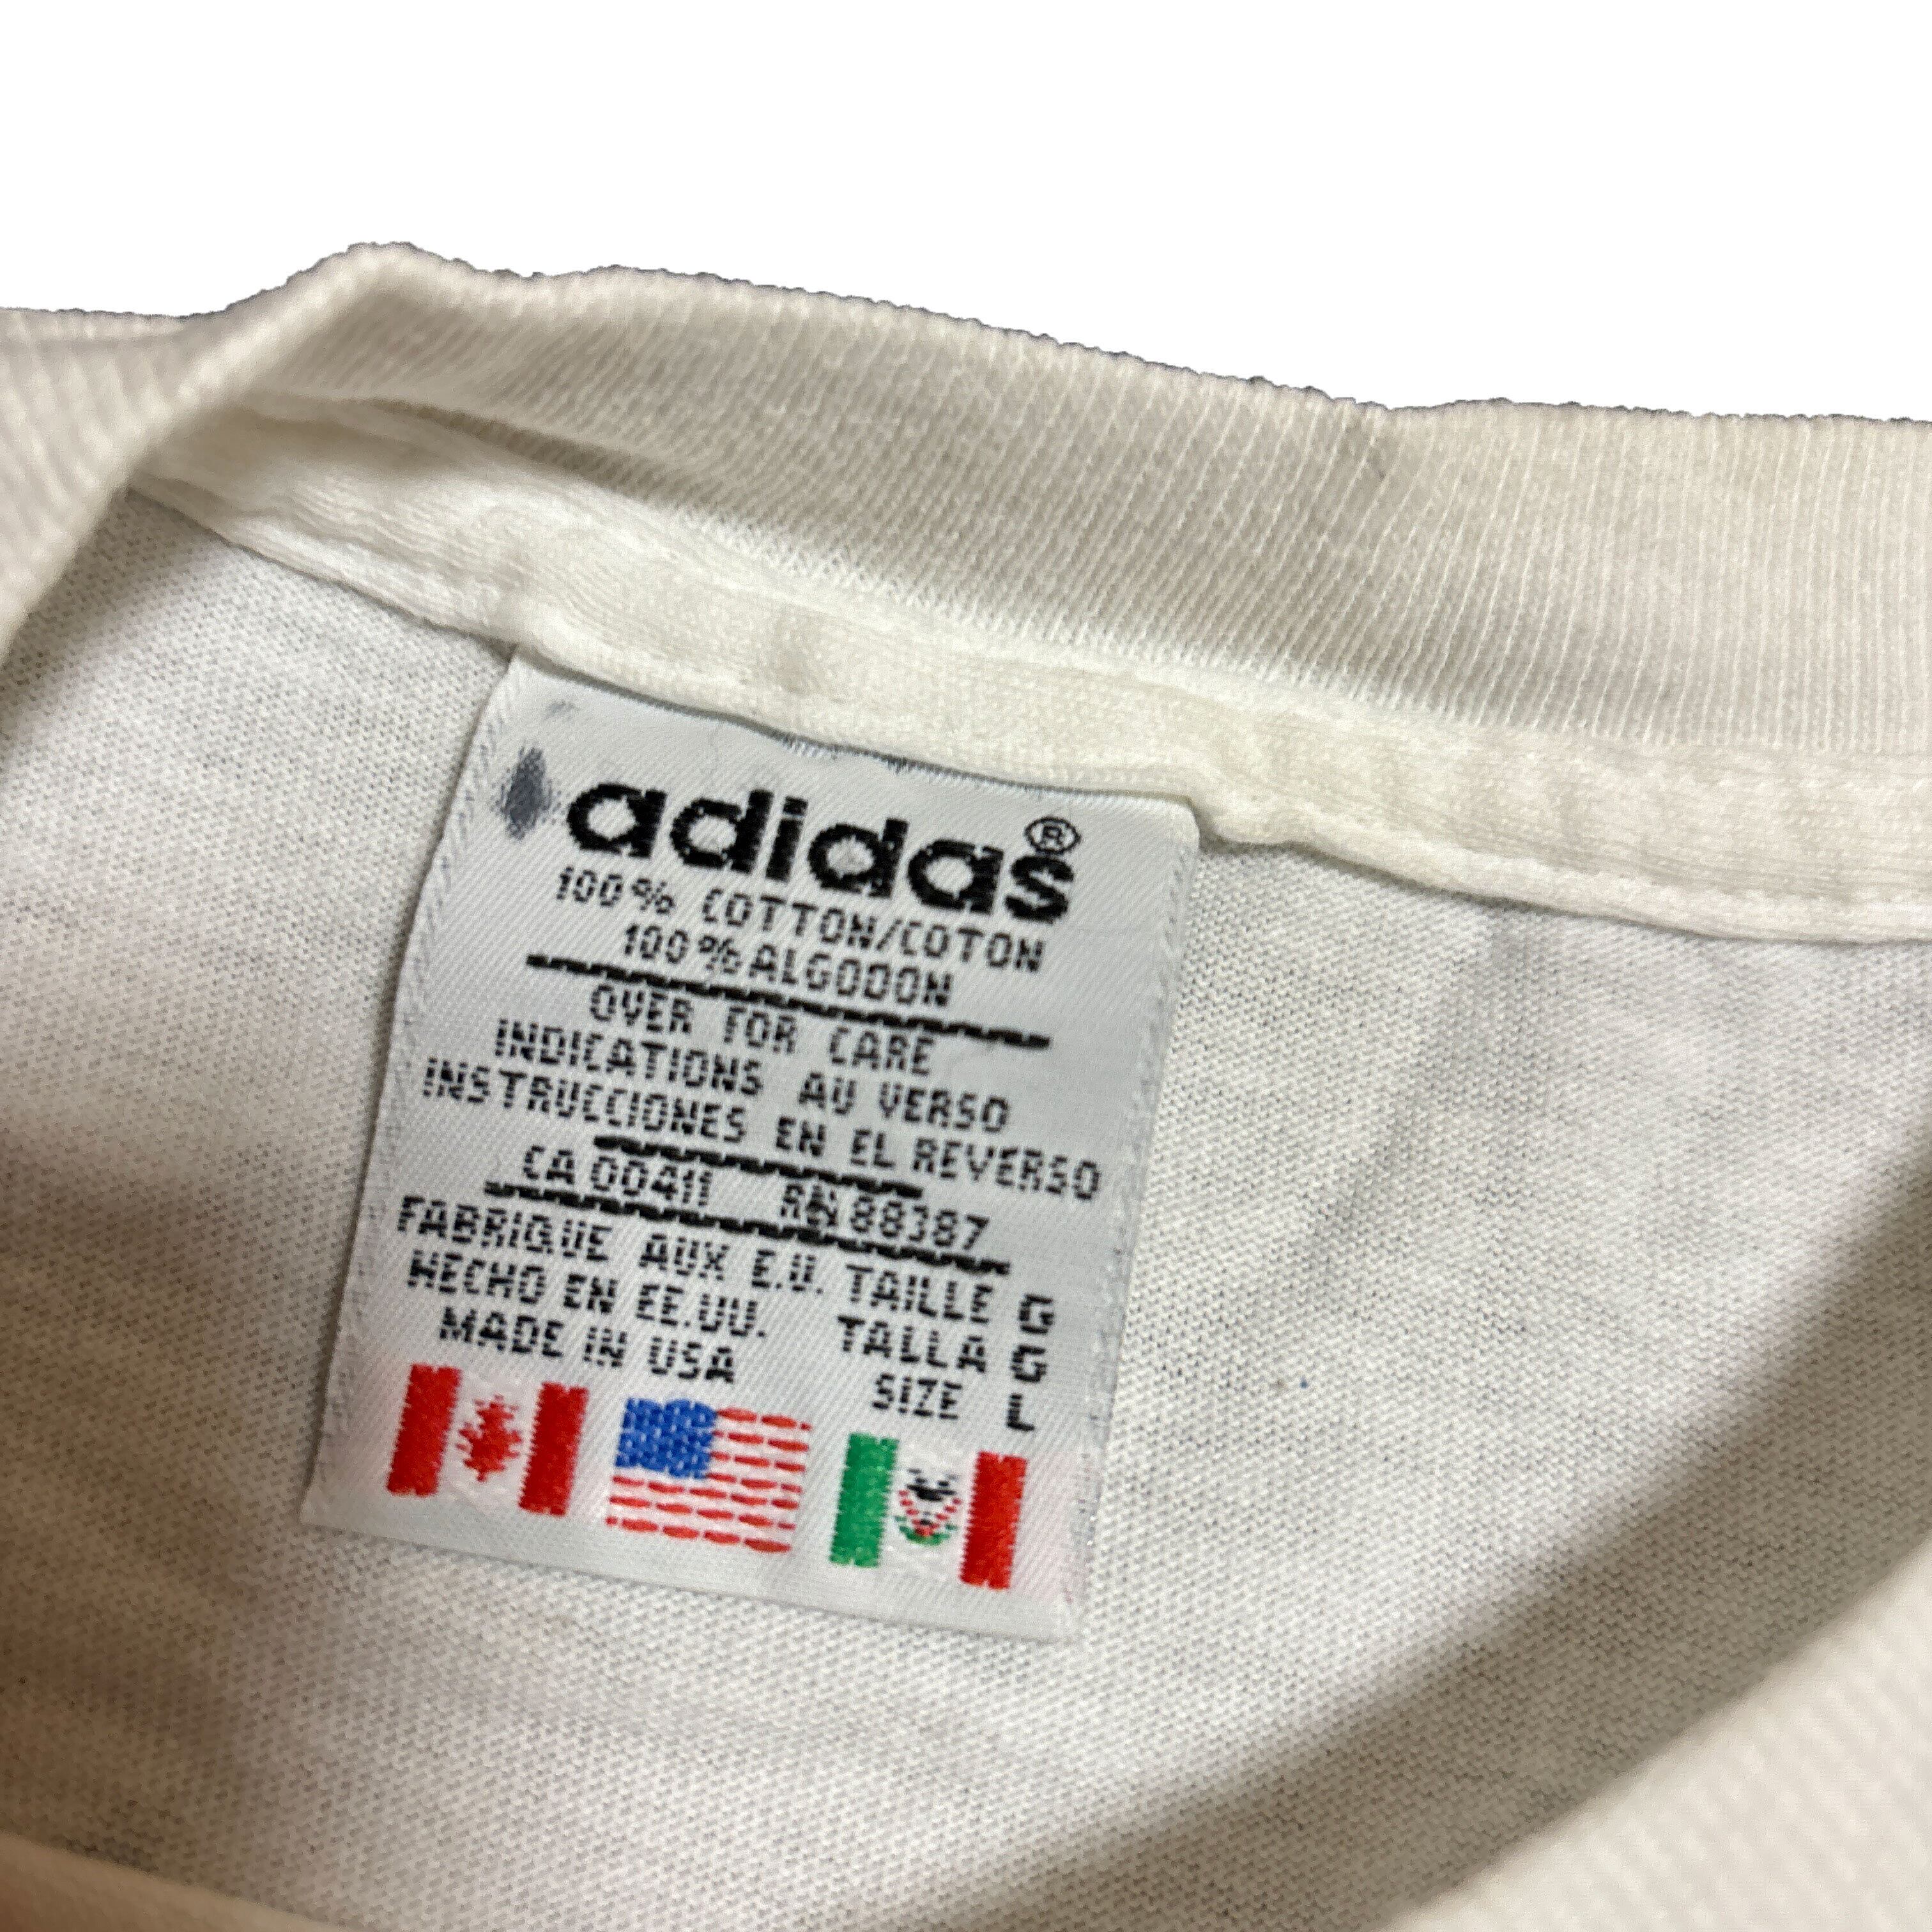 adidas®
100% COTTON/COTON
100% ALGODON
OVER FOR CARE
INDICATIONS AU VERSO
INSTRUCCIONES EN EL REVERSO
CA 00411 RN 88387
FABRIQUE AUX E.U. TAILLE G
HECHO EN EE.UU. TALLA G
MADE IN USA SIZE L